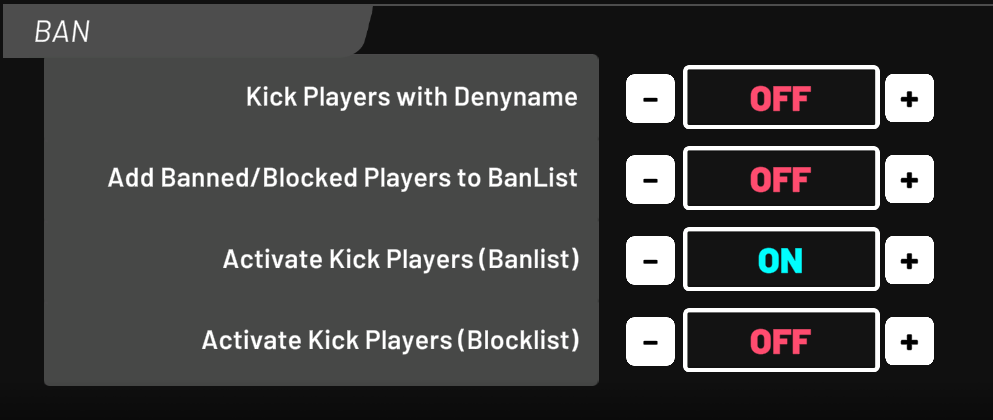 BAN
Kick Players with Denyname - OFF +
Add Banned/Blocked Players to BanList - OFF +
Activate Kick Players (Banlist) - ON +
Activate Kick Players (Blocklist) - OFF +